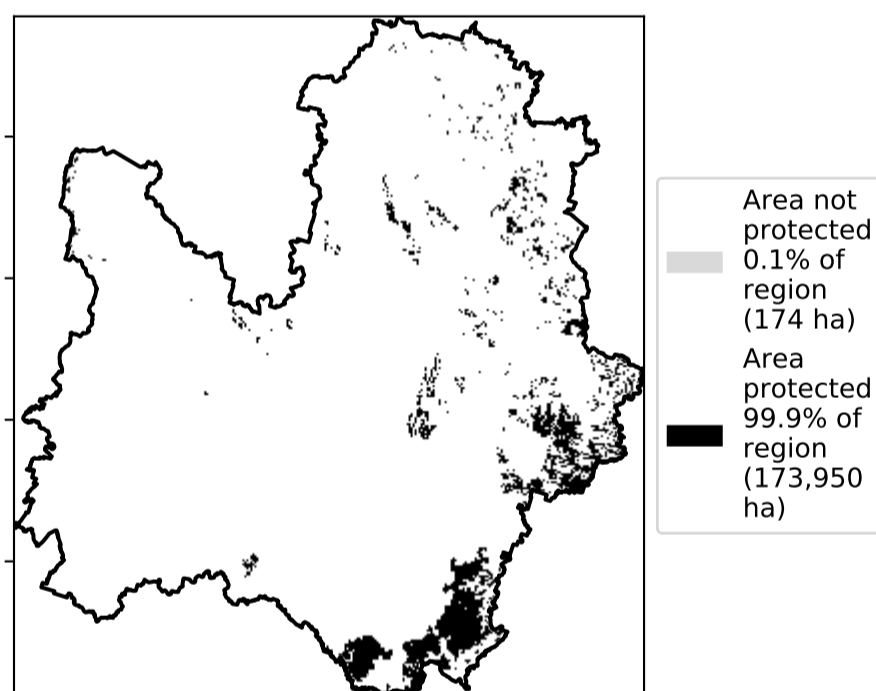 Area not
protected
0.1% of
region
(174 ha)
Area
protected
99.9% of
region
(173,950
ha)